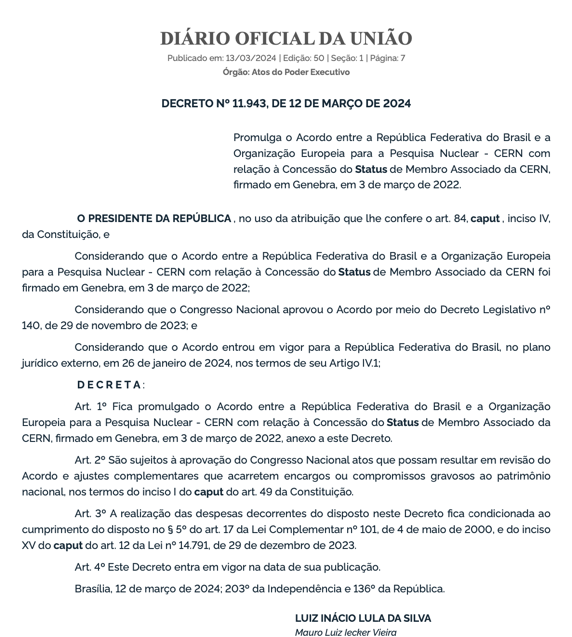 DIÁRIO OFICIAL DA UNIÃO
Publicado em: 13/03/2024 | Edição: 50 | Seção: 1 | Página: 7
Órgão: Atos do Poder Executivo
DECRETO Nº 11.943, DE 12 DE MARÇO DE 2024
Promulga o Acordo entre a República Federativa do Brasil e a
Organização Europeia para a Pesquisa Nuclear - CERN com
relação à Concessão do Status de Membro Associado da CERN,
firmado em Genebra, em 3 de março de 2022.
O PRESIDENTE DA REPÚBLICA , no uso da atribuição que lhe confere o art. 84, caput , inciso IV,
da Constituição, e
Considerando que o Acordo entre a República Federativa do Brasil e a Organização Europeia
para a Pesquisa Nuclear - CERN com relação à Concessão do Status de Membro Associado da CERN foi
firmado em Genebra, em 3 de março de 2022;
Considerando que o Congresso Nacional aprovou o Acordo por meio do Decreto Legislativo nº
140, de 29 de novembro de 2023; e
Considerando que o Acordo entrou em vigor para a República Federativa do Brasil, no plano
jurídico externo, em 26 de janeiro de 2024, nos termos de seu Artigo IV.1;
D E C R E T A :
Art. 1º Fica promulgado o Acordo entre a República Federativa do Brasil e a Organização
Europeia para a Pesquisa Nuclear - CERN com relação à Concessão do Status de Membro Associado da
CERN, firmado em Genebra, em 3 de março de 2022, anexo a este Decreto.
Art. 2º São sujeitos à aprovação do Congresso Nacional atos que possam resultar em revisão do
Acordo e ajustes complementares que acarretem encargos ou compromissos gravosos ao patrimônio
nacional, nos termos do inciso I do caput do art. 49 da Constituição.
Art. 3º A realização das despesas decorrentes do disposto neste Decreto fica condicionada ao
cumprimento do disposto no § 5º do art. 17 da Lei Complementar nº 101, de 4 de maio de 2000, e do inciso
XV do caput do art. 12 da Lei nº 14.791, de 29 de dezembro de 2023.
Art. 4º Este Decreto entra em vigor na data de sua publicação.
Brasília, 12 de março de 2024; 203º da Independência e 136º da República.
LUIZ INÁCIO LULA DA SILVA
Mauro Luiz Iecker Vieira